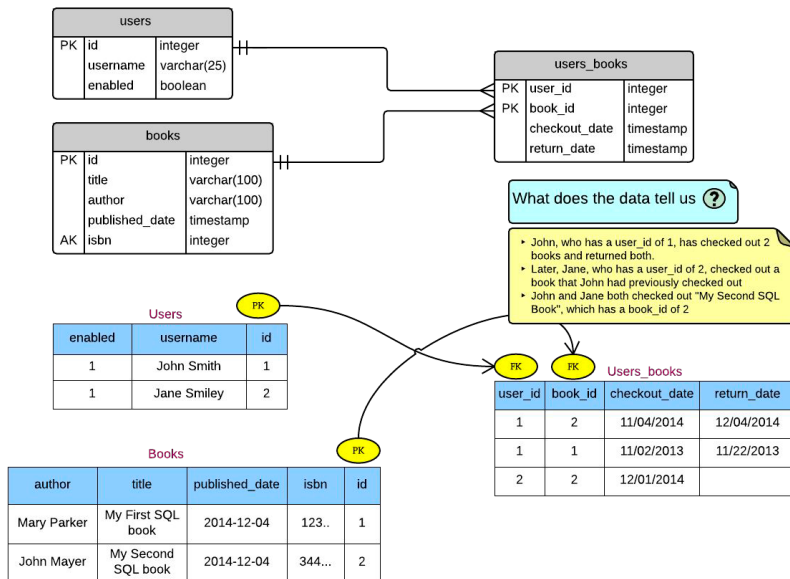 users
PK id integer
username varchar(25)
enabled boolean
users_books
PK user_id integer
PK book_id integer
checkout_date timestamp
return_date timestamp
books
PK id integer
title varchar(100)
author varchar(100)
published_date timestamp
AK isbn integer
What does the data tell us ?
John, who has a user_id of 1, has checked out 2
books and returned both.
Later, Jane, who has a user_id of 2, checked out a
book that John had previously checked out
John and Jane both checked out "My Second SQL
Book", which has a book_id of 2
Users
PK
enabled username id
1 John Smith 1
1 Jane Smiley 2
FK FK
Users_books
user_id book_id checkout_date return_date
1 2 11/04/2014 12/04/2014
1 1 11/02/2013 11/22/2013
2 2 12/01/2014
Books
PK
author title published_date isbn id
Mary Parker My First SQL
book 2014-12-04 123.. 1
John Mayer My Second
SQL book 2014-12-04 344... 2